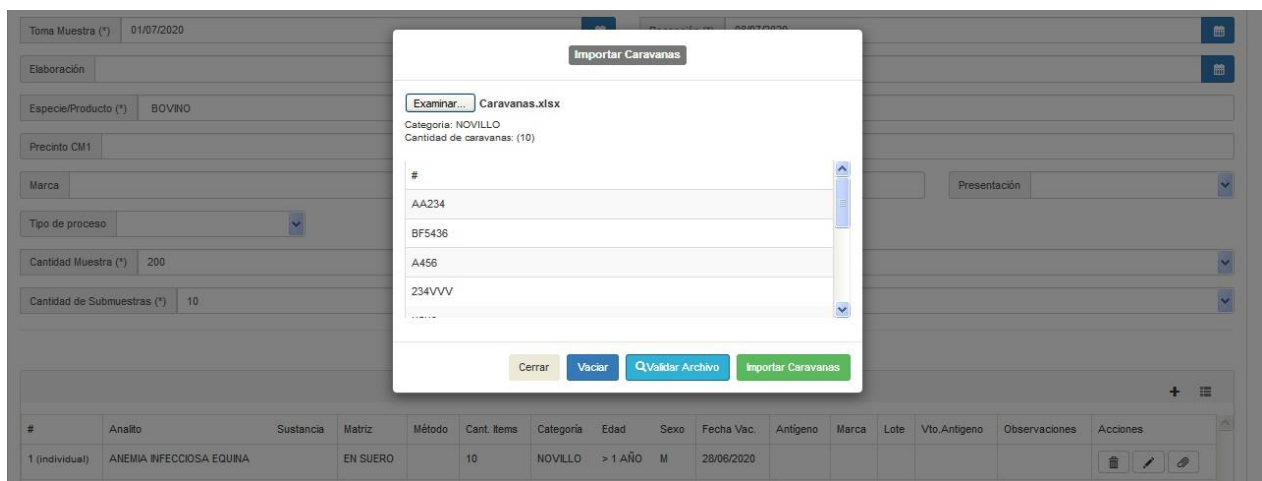 Toma Muestra (*) 01/07/2020
Importar Caravanas
Elaboración
Examinar... Caravanas.xlsx
Especie/Producto (*) BOVINO
Categoria: NOVILLO
Cantidad de caravanas: (10)
Precinto CM1
#
Marca Presentación
AA234
Tipo de proceso
BF5436
Cantidad Muestra (*) 200
A456
234VVV
Cantidad de Submuestras (*) 10
Cerrar Vaciar Validar Archivo Importar Caravanas
# Analito Sustancia Matriz Método Cant. Items Categoria Edad Sexo Fecha Vac. Antígeno Marca Lote Vto.Antigeno Observaciones Acciones
1 (individual) ANEMIA INFECCIOSA EQUINA EN SUERO 10 NOVILLO > 1 AÑO M 28/06/2020